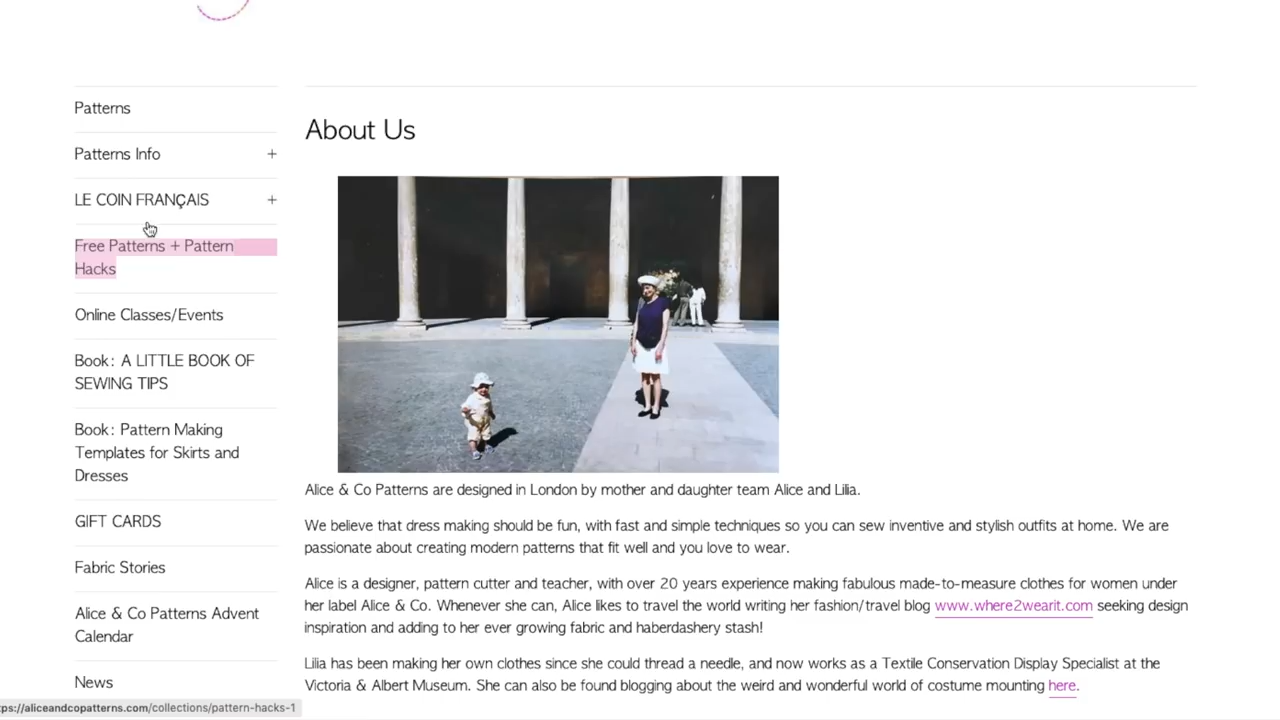 Patterns
Patterns Info +
LE COIN FRANÇAIS +
Free Patterns + Pattern
Hacks
Online Classes/Events
Book: A LITTLE BOOK OF
SEWING TIPS
Book: Pattern Making
Templates for Skirts and
Dresses
GIFT CARDS
Fabric Stories
Alice & Co Patterns Advent
Calendar
News
About Us
Alice & Co Patterns are designed in London by mother and daughter team Alice and Lilia.
We believe that dress making should be fun, with fast and simple techniques so you can sew inventive and stylish outfits at home. We are
passionate about creating modern patterns that fit well and you love to wear.
Alice is a designer, pattern cutter and teacher, with over 20 years experience making fabulous made-to-measure clothes for women under
her label Alice & Co. Whenever she can, Alice likes to travel the world writing her fashion/travel blog www.where2wearit.com seeking design
inspiration and adding to her ever growing fabric and haberdashery stash!
Lilia has been making her own clothes since she could thread a needle, and now works as a Textile Conservation Display Specialist at the
Victoria & Albert Museum. She can also be found blogging about the weird and wonderful world of costume mounting here.
tps://aliceandcopatterns.com/collections/pattern-hacks-1